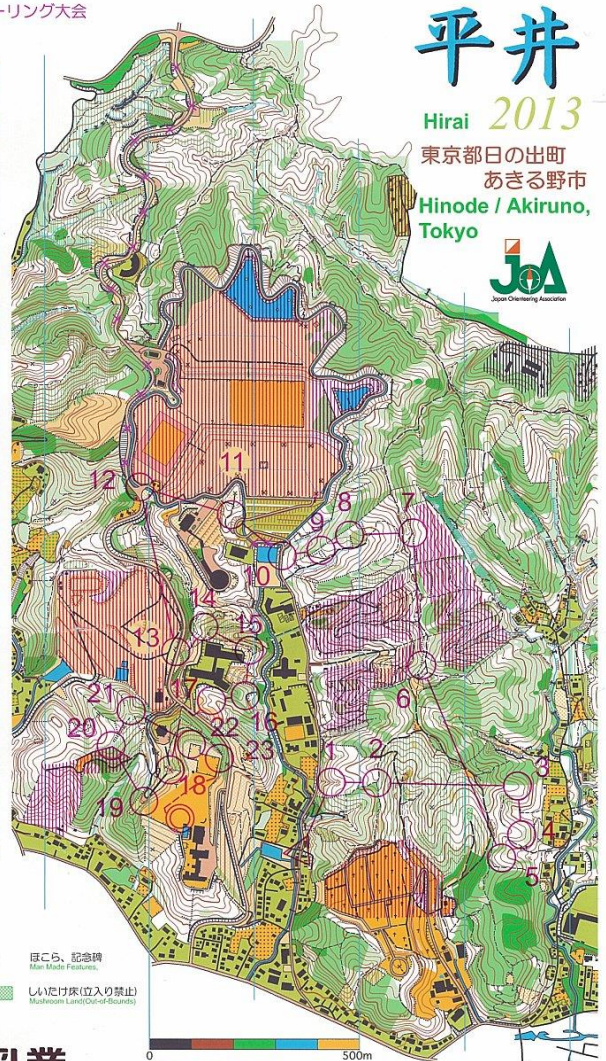 ーリング大会
平井
Hirai 2013
東京都日の出町
あきる野市
Hinode / Akiruno,
Tokyo
JOA
Japan Orienteering Association
11
12
8
7
9
10
14
13
15
6
21
17
16
20
22
23
1
2
3
18
19
4
5
ほこら、記念碑
Man Made Features,
しいたけ床(立入り禁止)
Mushroom Land(Out-of-Bounds)
0 500m